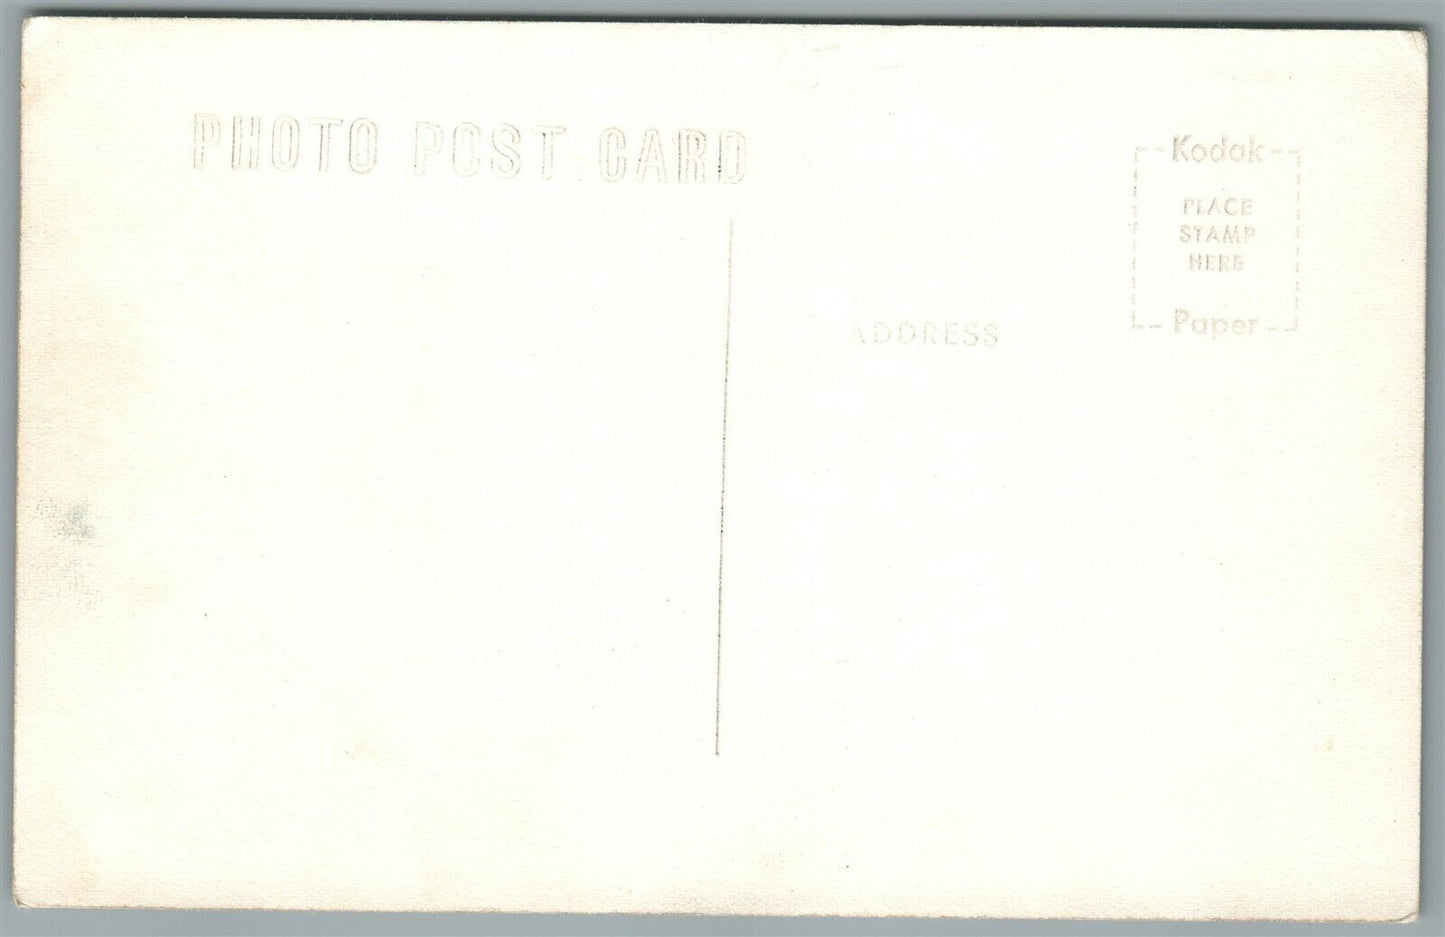 PHOTO POST CARD
Kodak
PLACE
STAMP
HERE
Paper
ADDRESS